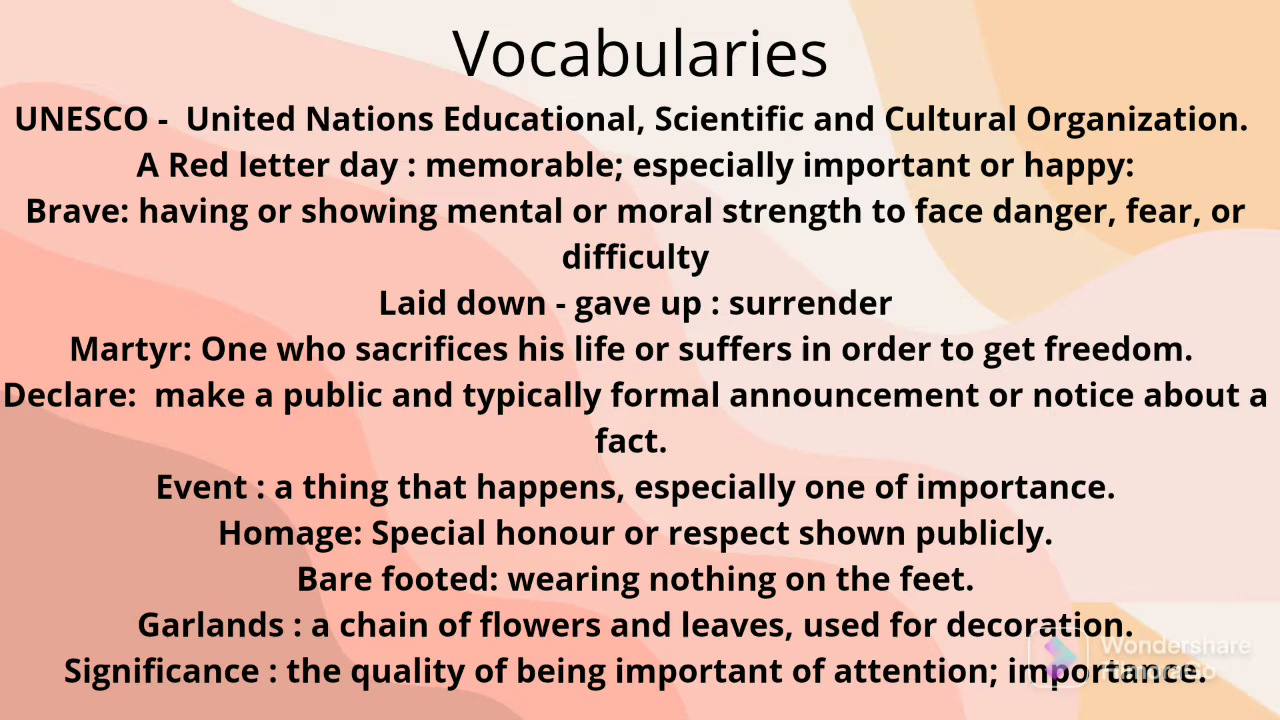 Vocabularies
UNESCO -  United Nations Educational, Scientific and Cultural Organization.
A Red letter day : memorable; especially important or happy:
Brave: having or showing mental or moral strength to face danger, fear, or
difficulty
Laid down - gave up : surrender
Martyr: One who sacrifices his life or suffers in order to get freedom.
Declare:  make a public and typically formal announcement or notice about a
fact.
Event : a thing that happens, especially one of importance.
Homage: Special honour or respect shown publicly.
Bare footed: wearing nothing on the feet.
Garlands : a chain of flowers and leaves, used for decoration.
Significance : the quality of being important of attention; importance.
Wondershare